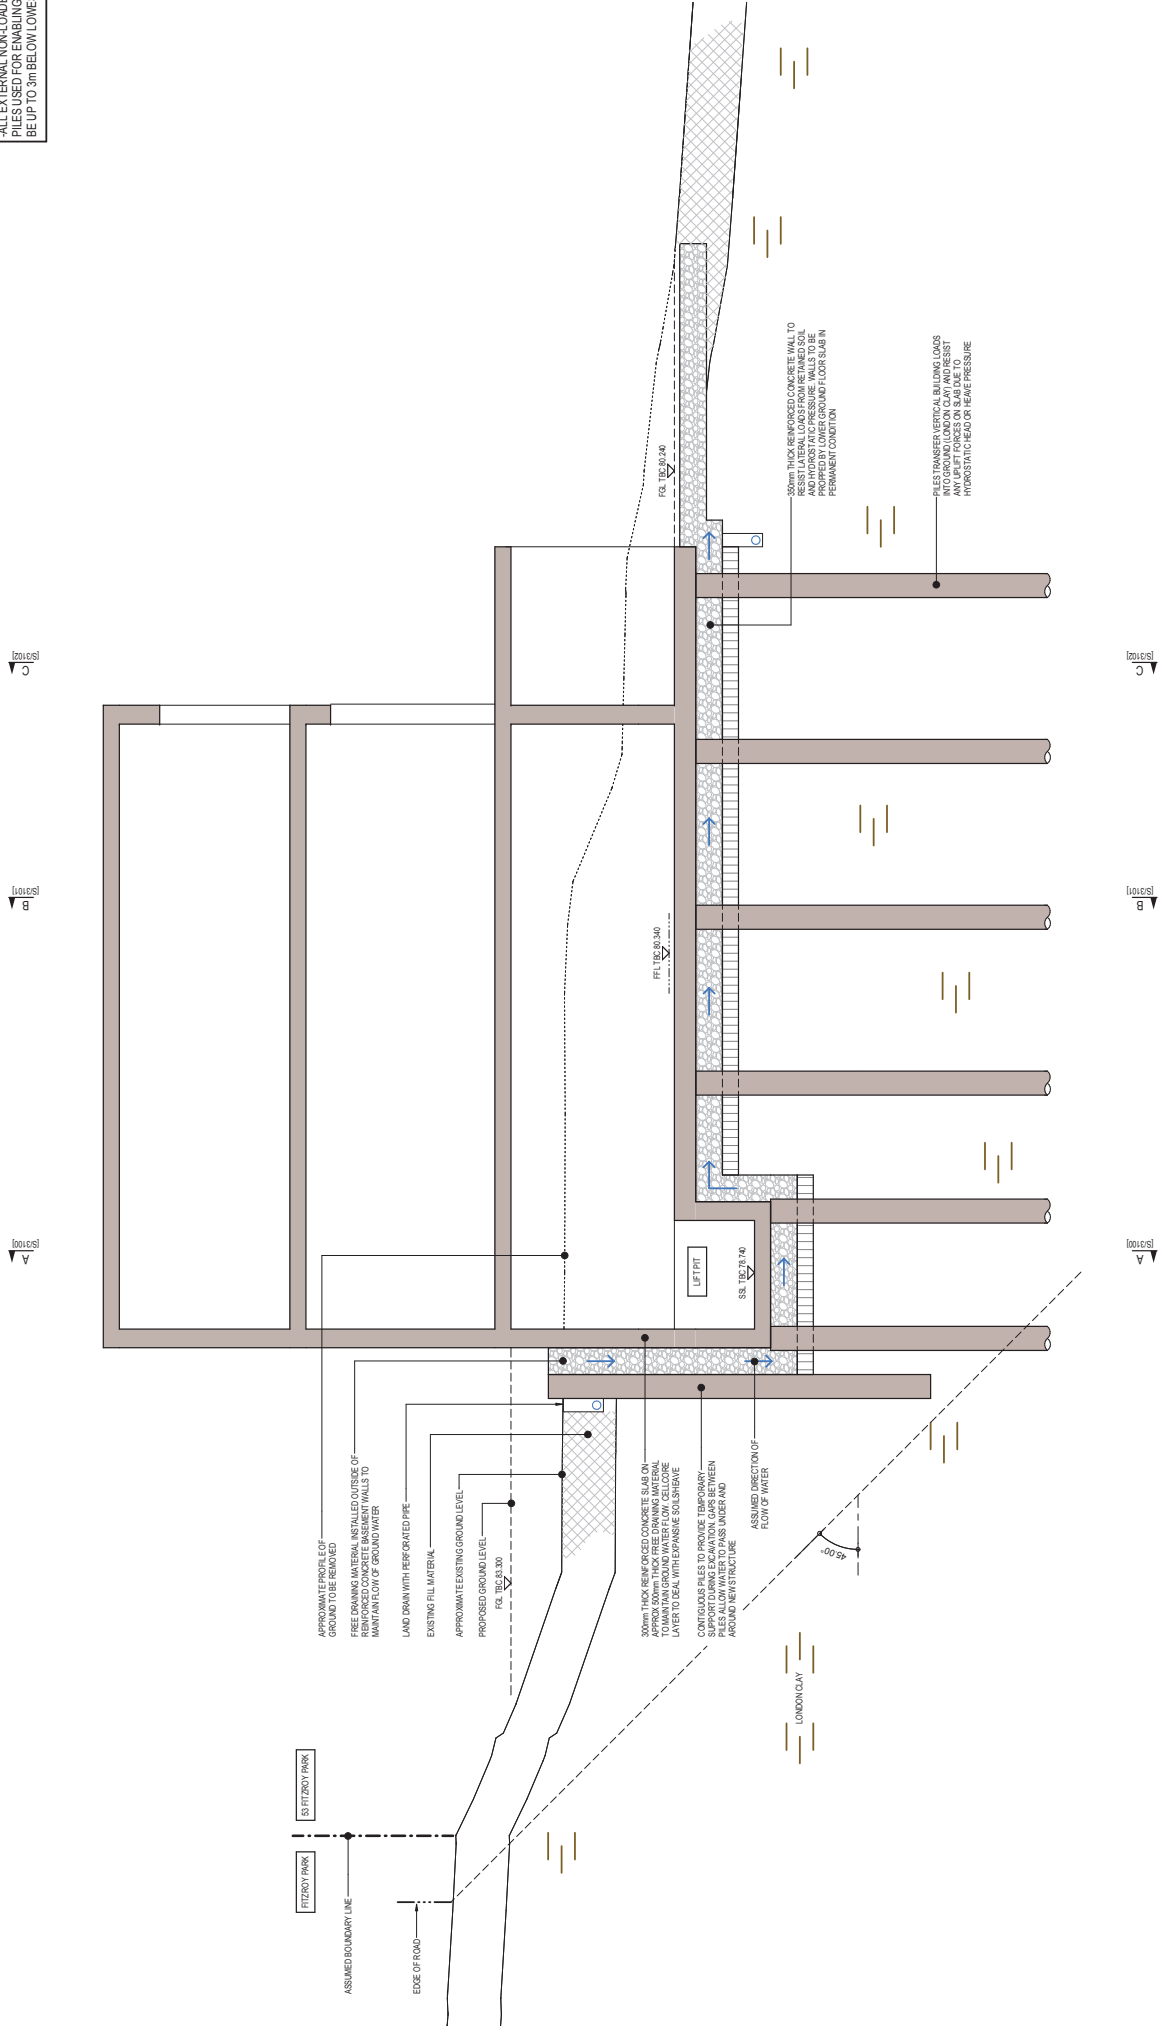 -ALL EXTERNAL NON-LOADE
PILES USED FOR ENABLING
BE UP TO 3m BELOW LOWE
C
[S/3102]
B
[S/3101]
A
[S/3100]
FITZROY PARK
53 FITZROY PARK
ASSUMED BOUNDARY LINE
EDGE OF ROAD
APPROXIMATE PROFILE OF
GROUND TO BE REMOVED
FREE DRAINING MATERIAL INSTALLED OUTSIDE OF
REINFORCED CONCRETE BASEMENT WALLS TO
MAINTAIN FLOW OF GROUND WATER
LAND DRAIN WITH PERFORATED PIPE
EXISTING FILL MATERIAL
APPROXIMATE EXISTING GROUND LEVEL
PROPOSED GROUND LEVEL
FGL TBC 83.300
300mm THICK REINFORCED CONCRETE SLAB ON
APPROX 500mm THICK FREE DRAINING MATERIAL
TO MAINTAIN GROUND WATER FLOW. CELLCORE
LAYER TO DEAL WITH EXPANSIVE SOILS/HEAVE
CONTIGUOUS PILES TO PROVIDE TEMPORARY
SUPPORT DURING EXCAVATION. GAPS BETWEEN
PILES ALLOW WATER TO PASS UNDER AND
AROUND NEW STRUCTURE
ASSUMED DIRECTION OF
FLOW OF WATER
45.00°
LONDON CLAY
LIFT PIT
SSL TBC 78.740
FFL TBC 80.340
FGL TBC 80.240
350mm THICK REINFORCED CONCRETE WALL TO
RESIST LATERAL LOADS FROM RETAINED SOIL
AND HYDROSTATIC PRESSURE. WALLS TO BE
PROPPED BY LOWER GROUND FLOOR SLAB IN
PERMANENT CONDITION
PILES TRANSFER VERTICAL BUILDING LOADS
INTO GROUND (LONDON CLAY) AND RESIST
ANY UPLIFT FORCES ON SLAB DUE TO
HYDROSTATIC HEAD OR HEAVE PRESSURE
C
[S/3102]
B
[S/3101]
A
[S/3100]